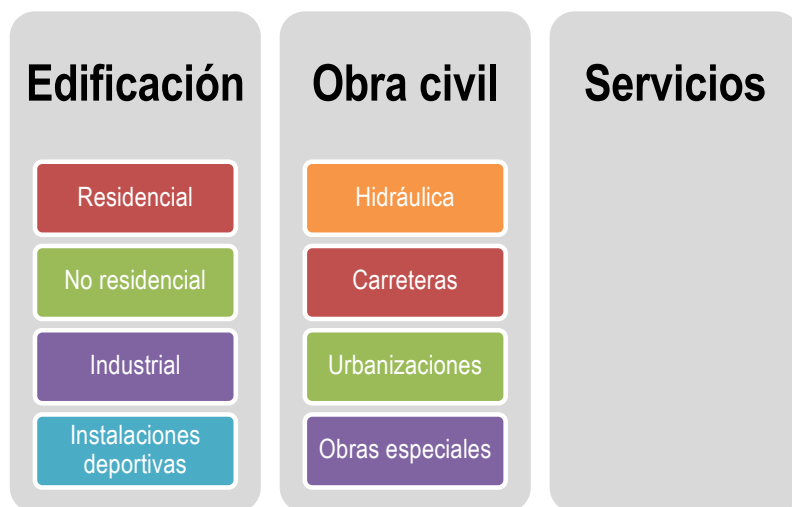 Edificación
Residencial
No residencial
Industrial
Instalaciones
deportivas
Obra civil
Hidráulica
Carreteras
Urbanizaciones
Obras especiales
Servicios